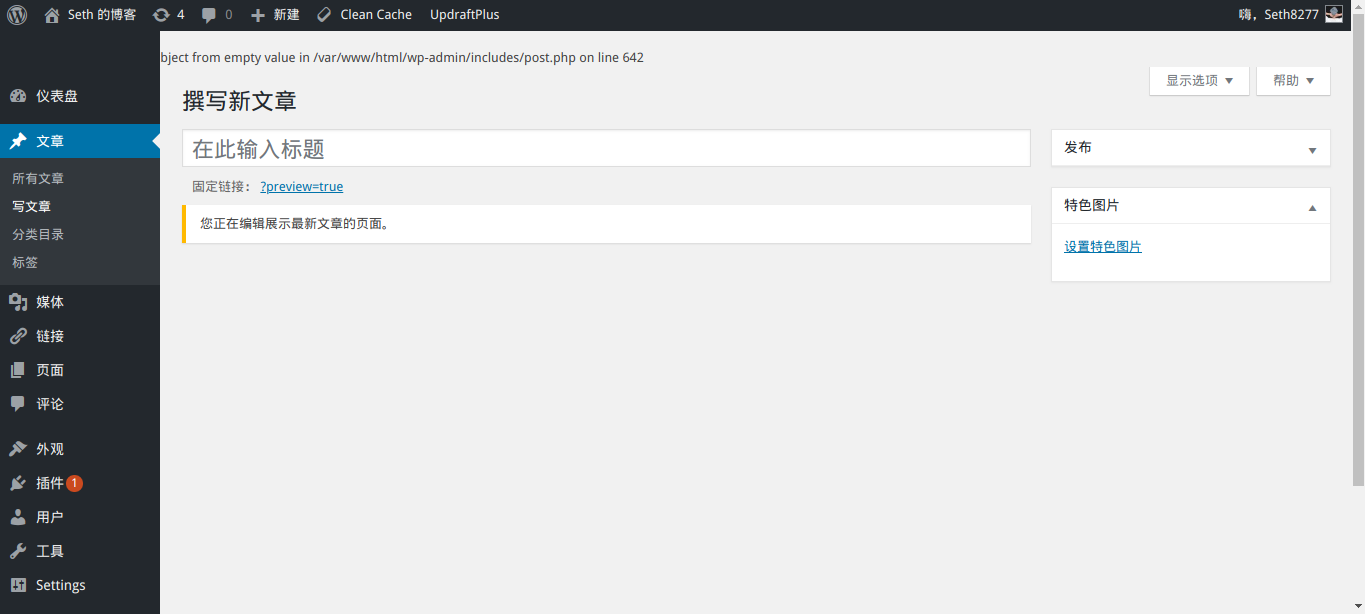 Seth 的博客 4 0 新建 Clean Cache UpdraftPlus 嗨，Seth8277
bject from empty value in /var/www/html/wp-admin/includes/post.php on line 642
显示选项 帮助
仪表盘
文章
所有文章
写文章
分类目录
标签
媒体
链接
页面
评论
外观
插件 1
用户
工具
Settings
撰写新文章
在此输入标题
固定链接： ?preview=true
您正在编辑展示最新文章的页面。
发布
特色图片
设置特色图片